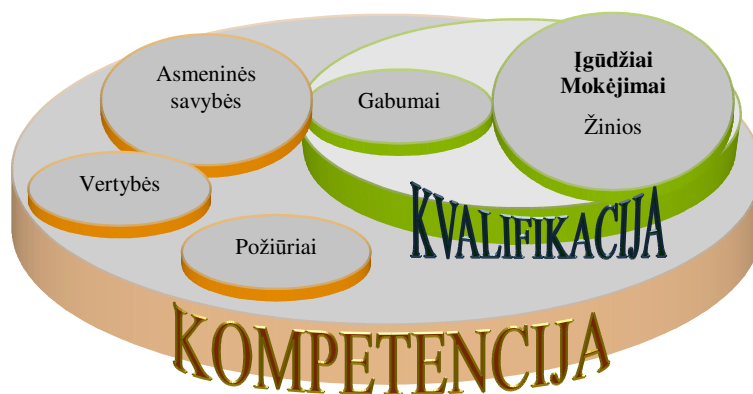 Asmeninės
savybės
Gabumai
Įgūdžiai
Mokėjimai
Žinios
Vertybės
Požiūriai
KVALIFIKACIJA
KOMPETENCIJA